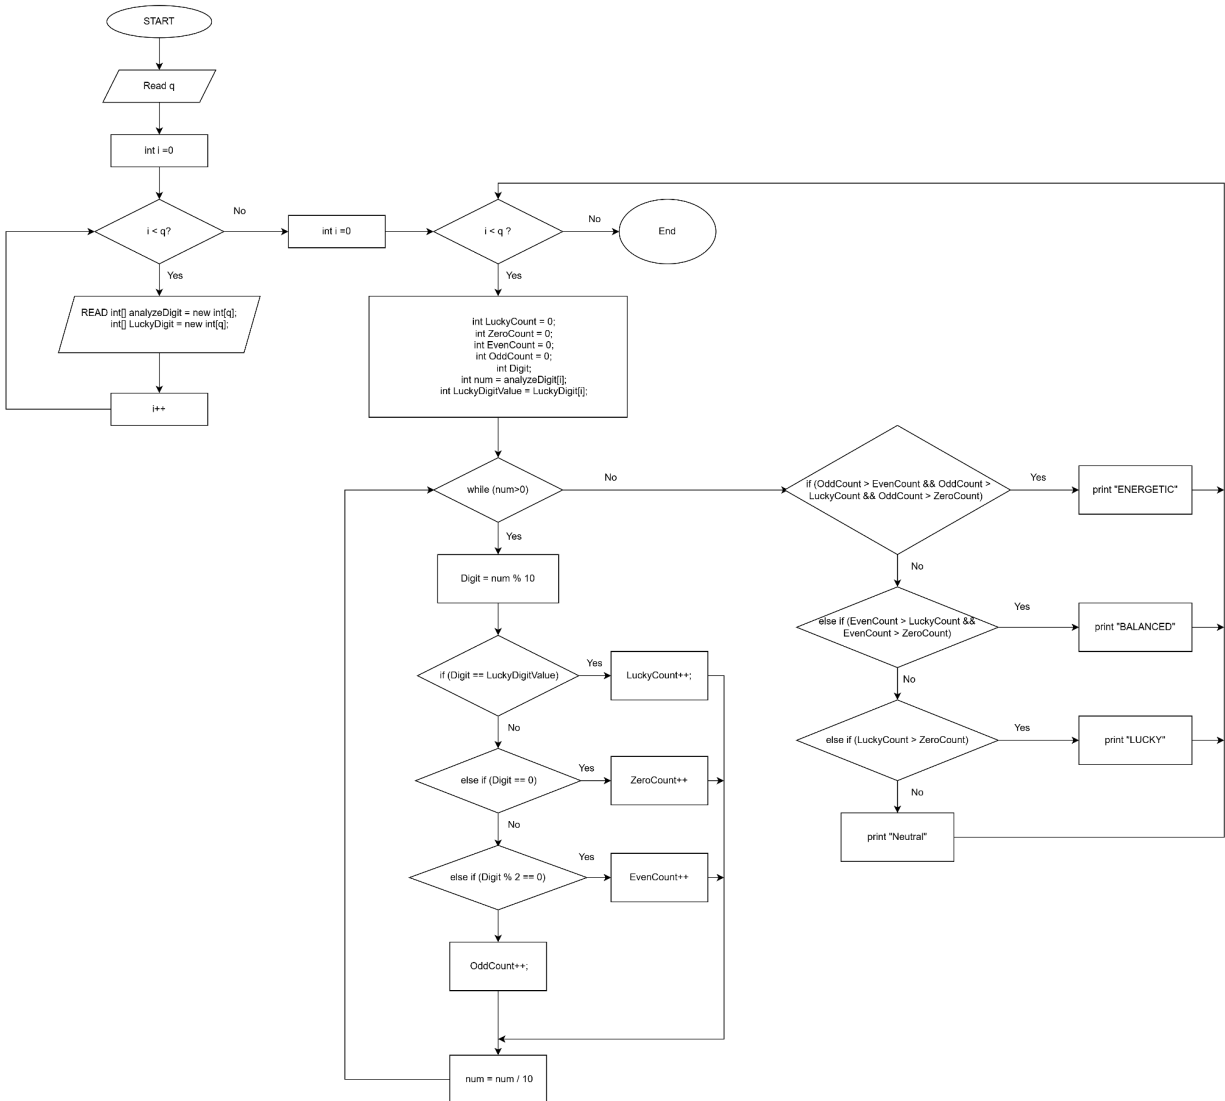 START
Read q
int i =0
i < q?
No
Yes
READ int[] analyzeDigit = new int[q];
int[] LuckyDigit = new int[q];
i++
int i =0
i < q ?
No
End
Yes
int LuckyCount = 0;
int ZeroCount = 0;
int EvenCount = 0;
int OddCount = 0;
int Digit;
int num = analyzeDigit[i];
int LuckyDigitValue = LuckyDigit[i];
while (num>0)
No
Yes
Digit = num % 10
if (Digit == LuckyDigitValue)
Yes
LuckyCount++;
No
else if (Digit == 0)
Yes
ZeroCount++
No
else if (Digit % 2 == 0)
Yes
EvenCount++
OddCount++;
num = num / 10
if (OddCount > EvenCount && OddCount >
LuckyCount && OddCount > ZeroCount)
Yes
print "ENERGETIC"
No
else if (EvenCount > LuckyCount &&
EvenCount > ZeroCount)
Yes
print "BALANCED"
No
else if (LuckyCount > ZeroCount)
Yes
print "LUCKY"
No
print "Neutral"